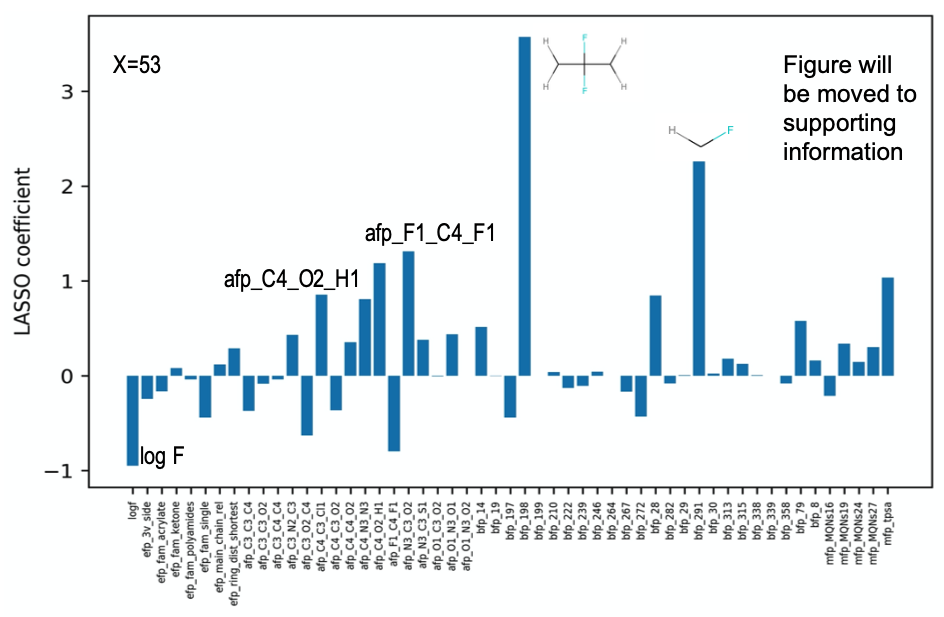 X=53
Figure will
be moved to
supporting
information
H
F
H
H
F
H
H
F
afp_F1_C4_F1
afp_C4_O2_H1
log F
LASSO coefficient
3
2
1
0
−1
logf
efp_3v_side
efp_fam_acrylate
efp_fam_ketone
efp_fam_polyamides
efp_fam_single
efp_main_chain_rel
efp_ring_dist_shortest
afp_C3_C3_C4
afp_C3_C3_O2
afp_C3_C4_C4
afp_C3_N2_C3
afp_C3_O2_C4
afp_C4_C3_Cl1
afp_C4_C3_O2
afp_C4_C4_O2
afp_C4_N3_N3
afp_C4_O2_H1
afp_F1_C4_F1
afp_N3_C3_O2
afp_N3_C3_S1
afp_O1_C3_O2
afp_O1_N3_O1
afp_O1_N3_O2
bfp_14
bfp_19
bfp_197
bfp_198
bfp_199
bfp_210
bfp_222
bfp_239
bfp_246
bfp_264
bfp_267
bfp_272
bfp_28
bfp_282
bfp_29
bfp_291
bfp_30
bfp_313
bfp_315
bfp_338
bfp_339
bfp_358
bfp_79
bfp_8
mfp_MQNs16
mfp_MQNs19
mfp_MQNs24
mfp_MQNs27
mfp_tpsa